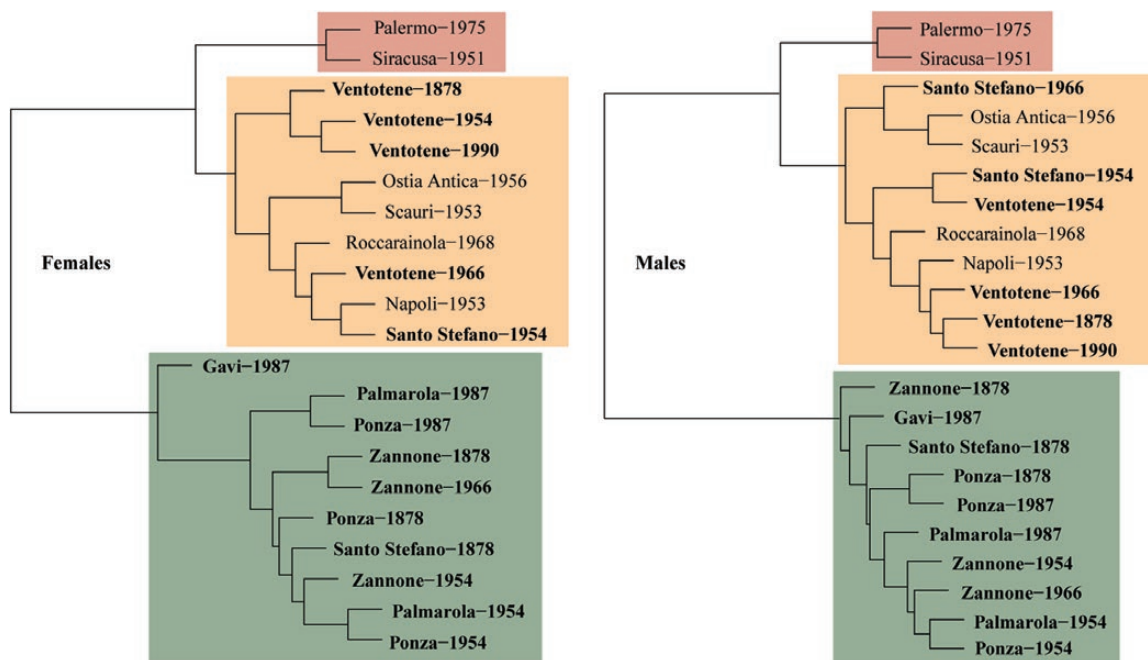 Palermo−1975
Siracusa−1951
Ventotene−1878
Ventotene−1954
Ventotene−1990
Ostia Antica−1956
Scauri−1953
Roccarainola−1968
Females
Ventotene−1966
Napoli−1953
Santo Stefano−1954
Gavi−1987
Palmarola−1987
Ponza−1987
Zannone−1878
Zannone−1966
Ponza−1878
Santo Stefano−1878
Zannone−1954
Palmarola−1954
Ponza−1954
Palermo−1975
Siracusa−1951
Santo Stefano−1966
Ostia Antica−1956
Scauri−1953
Santo Stefano−1954
Ventotene−1954
Roccarainola−1968
Males
Napoli−1953
Ventotene−1966
Ventotene−1878
Ventotene−1990
Zannone−1878
Gavi−1987
Santo Stefano−1878
Ponza−1878
Ponza−1987
Palmarola−1987
Zannone−1954
Zannone−1966
Palmarola−1954
Ponza−1954